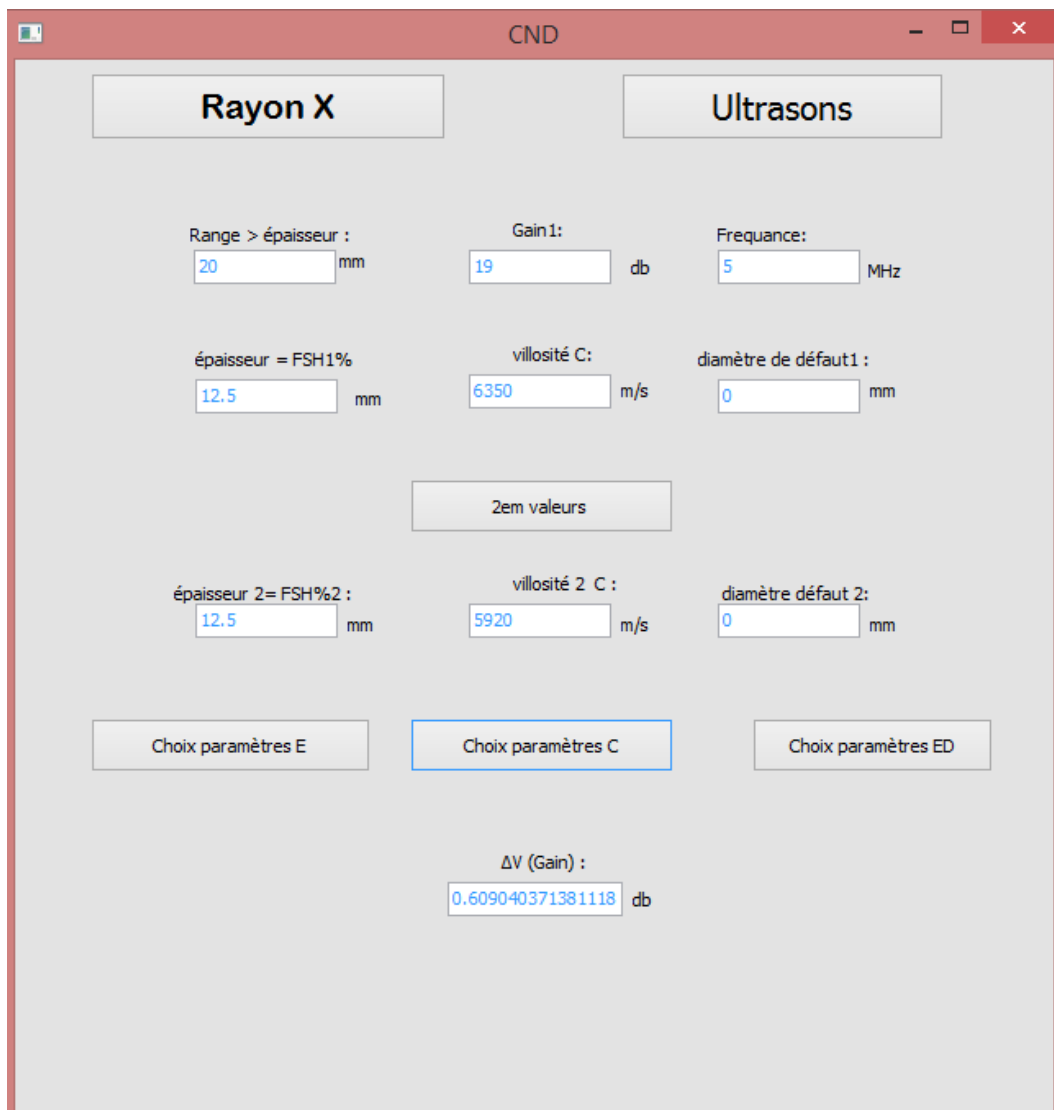 CND
Rayon X Ultrasons
Range > épaisseur : Gain1: Frequance:
20 mm 19 db 5 MHz
épaisseur = FSH1% villosité C: diamètre de défaut1 :
12.5 mm 6350 m/s 0 mm
2em valeurs
épaisseur 2= FSH%2 : villosité 2 C : diamètre défaut 2:
12.5 mm 5920 m/s 0 mm
Choix paramètres E Choix paramètres C Choix paramètres ED
ΔV (Gain) :
0.609040371381118 db